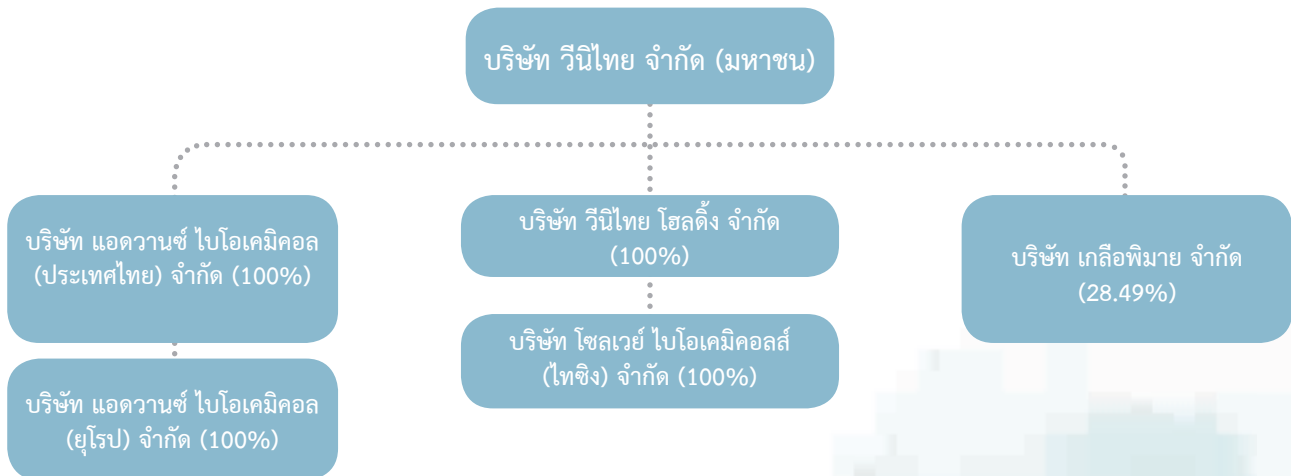 บริษัท วีนิไทย จำกัด (มหาชน)
บริษัท แอดวานซ์ ไบโอเคมิคอล
(ประเทศไทย) จำกัด (100%)
บริษัท แอดวานซ์ ไบโอเคมิคอล
(ยุโรป) จำกัด (100%)
บริษัท วีนิไทย โฮลดิ้ง จำกัด
(100%)
บริษัท โซลเวย์ ไบโอเคมิคอลส์
(ไทซิง) จำกัด (100%)
บริษัท เกลือพิมาย จำกัด
(28.49%)